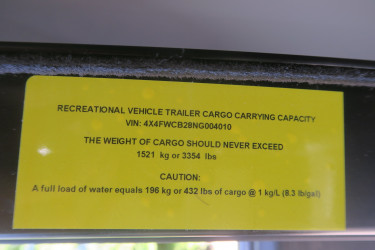 RECREATIONAL VEHICLE TRAILER CARGO CARRYING CAPACITY
VIN: 4X4FWCB28NG004010
THE WEIGHT OF CARGO SHOULD NEVER EXCEED
1521 kg or 3354 lbs
CAUTION:
A full load of water equals 196 kg or 432 lbs of cargo @ 1 kg/L (8.3 lb/gal)